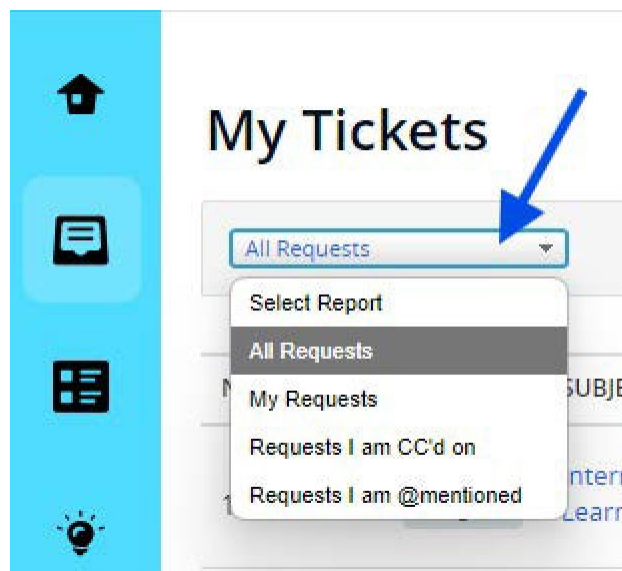 My Tickets
All Requests
Select Report
All Requests
My Requests
Requests I am CC'd on
Requests I am @mentioned